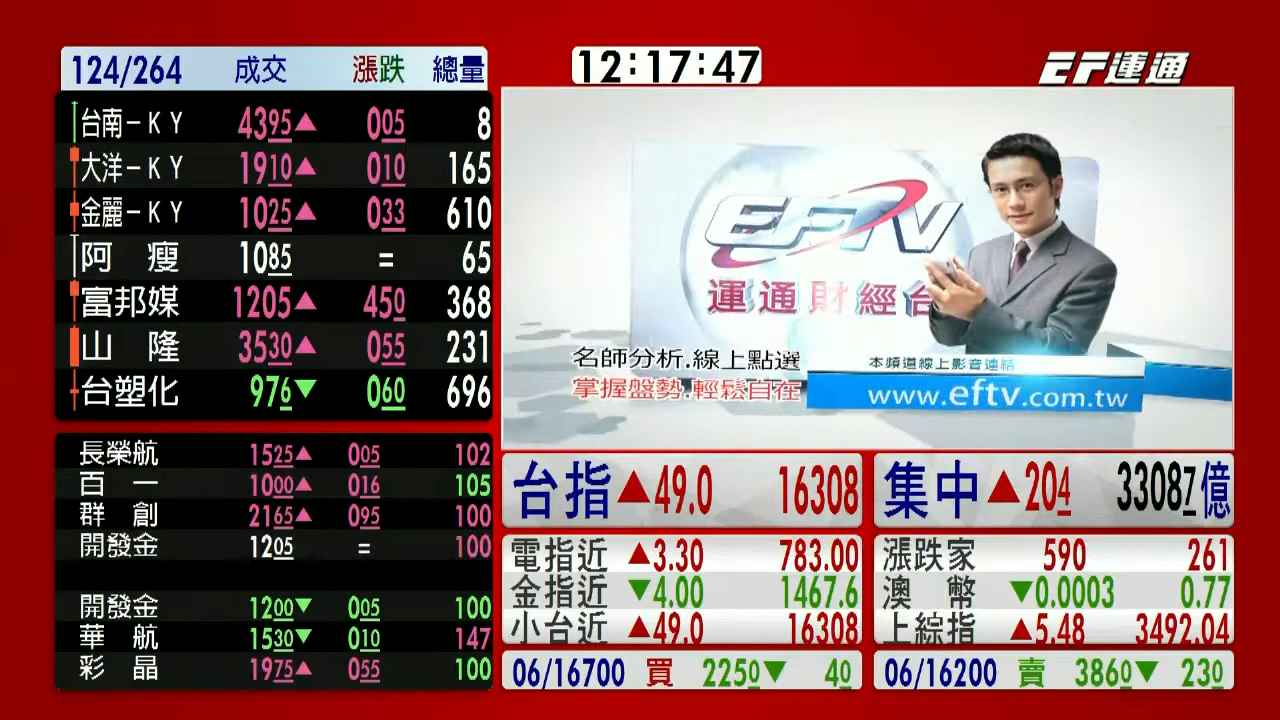 124/264 成交 漲跌 總量
台南-KY 4395▲ 005 8
大洋-KY 1910▲ 010 165
金麗-KY 1025▲ 033 610
阿瘦 1085 = 65
富邦媒 1205▲ 450 368
山隆 3530▲ 055 231
台塑化 976▼ 060 696
長榮航 1525▲ 005 102
百一 1000▲ 016 105
群創 2165▲ 095 100
開發金 1205 = 100
開發金 1200▼ 005 100
華航 1530▼ 010 147
彩晶 1975▲ 055 100
12:17:47
EF運通
EFTV
運通財經台
名師分析.線上點選
掌握盤勢.輕鬆自在
本頻道線上影音連結
www.eftv.com.tw
台指▲49.0 16308
電指近▲3.30 783.00
金指近▼4.00 1467.6
小台近▲49.0 16308
06/16700 買 2250▼ 40
集中▲204 33087億
漲跌家 590 261
澳幣▼0.0003 0.77
上綜指▲5.48 3492.04
06/16200 賣 3860▼ 230